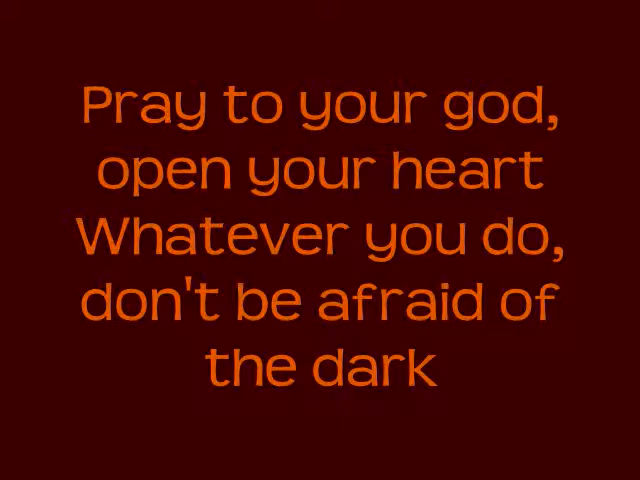 Pray to your god,
open your heart
Whatever you do,
don't be afraid of
the dark